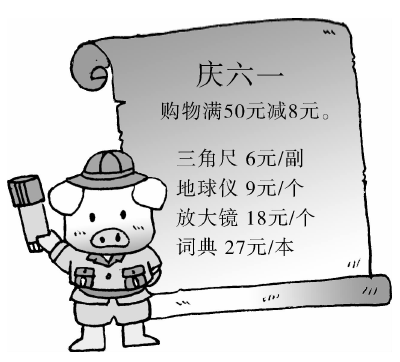 庆六一
购物满50元减8元。
三角尺 6元/副
地球仪 9元/个
放大镜 18元/个
词典 27元/本